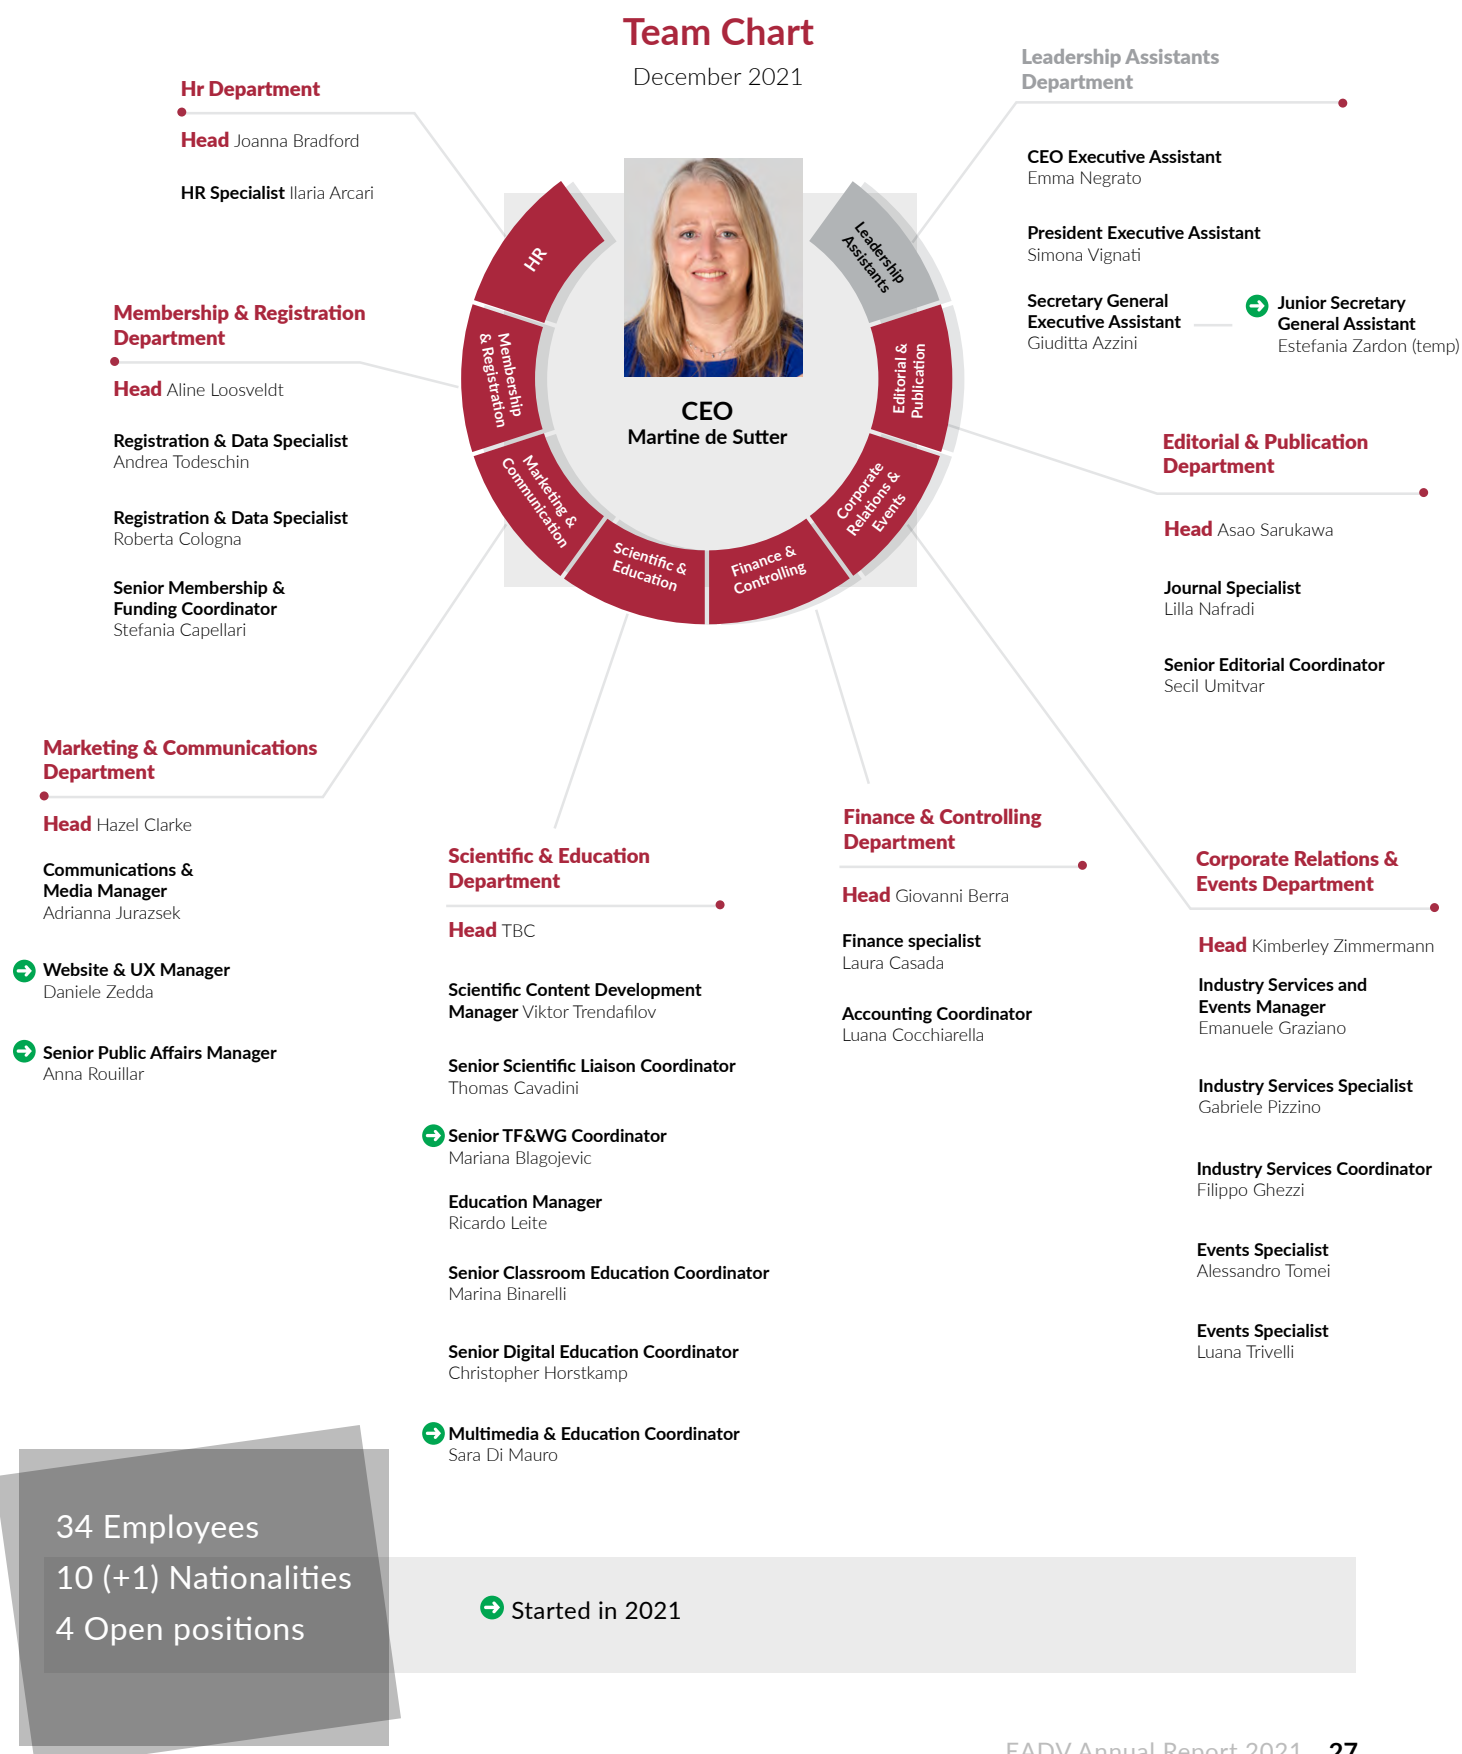 Team Chart
December 2021
Hr Department
Head Joanna Bradford
HR Specialist Ilaria Arcari
Leadership Assistants
Department
CEO Executive Assistant
Emma Negrato
President Executive Assistant
Simona Vignati
Secretary General
Executive Assistant
Giuditta Azzini
Junior Secretary
General Assistant
Estefania Zardon (temp)
HR
Membership
& Registration
Marketing &
Communication
Scientific &
Education
Finance &
Controlling
Corporate
Relations &
Events
Editorial &
Publication
Leadership
Assistants
CEO
Martine de Sutter
Membership & Registration
Department
Head Aline Loosveldt
Registration & Data Specialist
Andrea Todeschin
Registration & Data Specialist
Roberta Cologna
Senior Membership &
Funding Coordinator
Stefania Capellari
Editorial & Publication
Department
Head Asao Sarukawa
Journal Specialist
Lilla Nafradi
Senior Editorial Coordinator
Secil Umitvar
Marketing & Communications
Department
Head Hazel Clarke
Communications &
Media Manager
Adrianna Jurazsek
Website & UX Manager
Daniele Zedda
Senior Public Affairs Manager
Anna Rouillar
Scientific & Education
Department
Head TBC
Scientific Content Development
Manager Viktor Trendafilov
Senior Scientific Liaison Coordinator
Thomas Cavadini
Senior TF&WG Coordinator
Mariana Blagojevic
Education Manager
Ricardo Leite
Senior Classroom Education Coordinator
Marina Binarelli
Senior Digital Education Coordinator
Christopher Horstkamp
Multimedia & Education Coordinator
Sara Di Mauro
Finance & Controlling
Department
Head Giovanni Berra
Finance specialist
Laura Casada
Accounting Coordinator
Luana Cocchiarella
Corporate Relations &
Events Department
Head Kimberley Zimmermann
Industry Services and
Events Manager
Emanuele Graziano
Industry Services Specialist
Gabriele Pizzino
Industry Services Coordinator
Filippo Ghezzi
Events Specialist
Alessandro Tomei
Events Specialist
Luana Trivelli
34 Employees
10 (+1) Nationalities
4 Open positions
Started in 2021
EADV Annual Report 2021 27